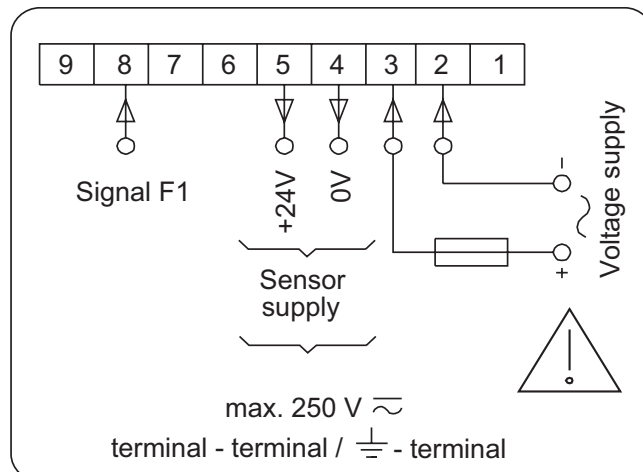 9 8 7 6 5 4 3 2 1
Signal F1
+24V
0V
Sensor
supply
-
+
Voltage supply
max. 250 V ⎓ ~
terminal - terminal / ⏚ - terminal